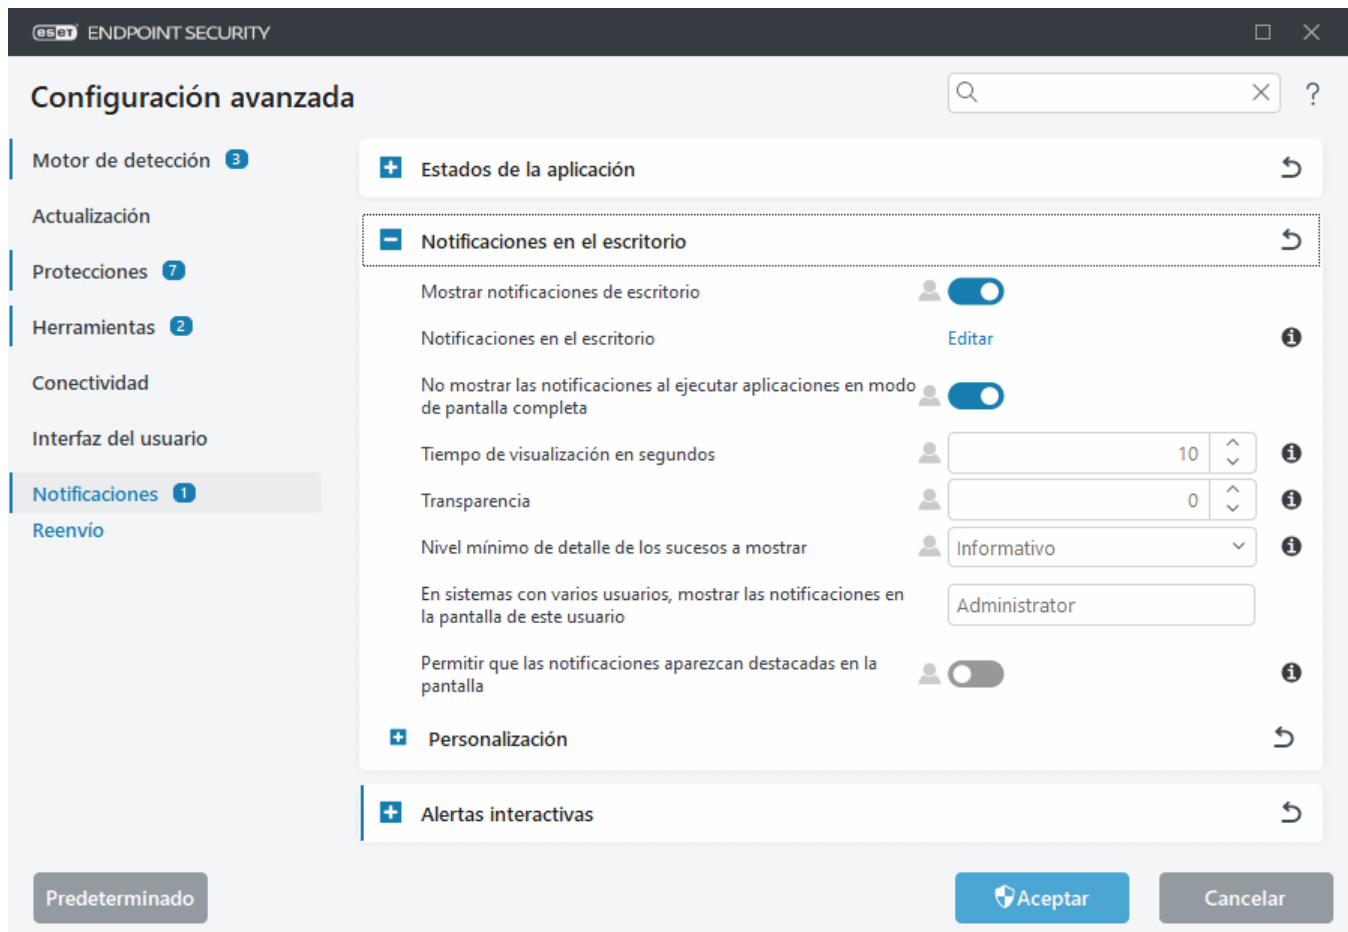 eset ENDPOINT SECURITY
Configuración avanzada
?
Motor de detección 3
Actualización
Protecciones 7
Herramientas 2
Conectividad
Interfaz del usuario
Notificaciones 1
Reenvío
Estados de la aplicación
Notificaciones en el escritorio
Mostrar notificaciones de escritorio
Notificaciones en el escritorio Editar
No mostrar las notificaciones al ejecutar aplicaciones en modo
de pantalla completa
Tiempo de visualización en segundos 10
Transparencia 0
Nivel mínimo de detalle de los sucesos a mostrar Informativo
En sistemas con varios usuarios, mostrar las notificaciones en
la pantalla de este usuario
Administrator
Permitir que las notificaciones aparezcan destacadas en la
pantalla
Personalización
Alertas interactivas
Predeterminado Aceptar Cancelar